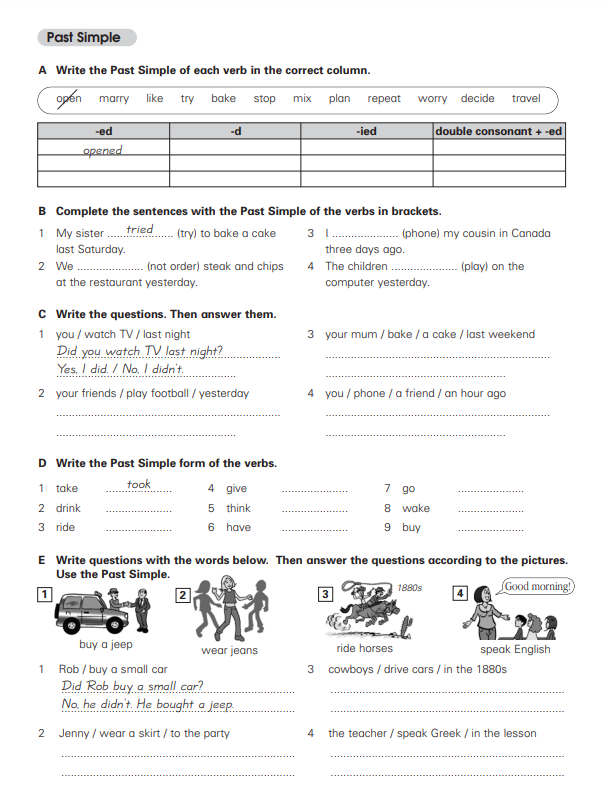 Past Simple
A Write the Past Simple of each verb in the correct column.
open marry like try bake stop mix plan repeat worry decide travel
-ed -d -ied double consonant + -ed
opened
B Complete the sentences with the Past Simple of the verbs in brackets.
1 My sister ......tried...... (try) to bake a cake
last Saturday.
2 We .................... (not order) steak and chips
at the restaurant yesterday.
3 I .................... (phone) my cousin in Canada
three days ago.
4 The children .................... (play) on the
computer yesterday.
C Write the questions. Then answer them.
1 you / watch TV / last night
Did you watch TV last night?
Yes, I did. / No, I didn't.
2 your friends / play football / yesterday
3 your mum / bake / a cake / last weekend
4 you / phone / a friend / an hour ago
D Write the Past Simple form of the verbs.
1 take took 4 give .................... 7 go ....................
2 drink .................... 5 think .................... 8 wake ....................
3 ride .................... 6 have .................... 9 buy ....................
E Write questions with the words below. Then answer the questions according to the pictures.
Use the Past Simple.
1
buy a jeep
2
wear jeans
3
1880s
ride horses
4
Good morning!
speak English
1 Rob / buy a small car
Did Rob buy a small car?
No, he didn't. He bought a jeep.
2 Jenny / wear a skirt / to the party
3 cowboys / drive cars / in the 1880s
4 the teacher / speak Greek / in the lesson